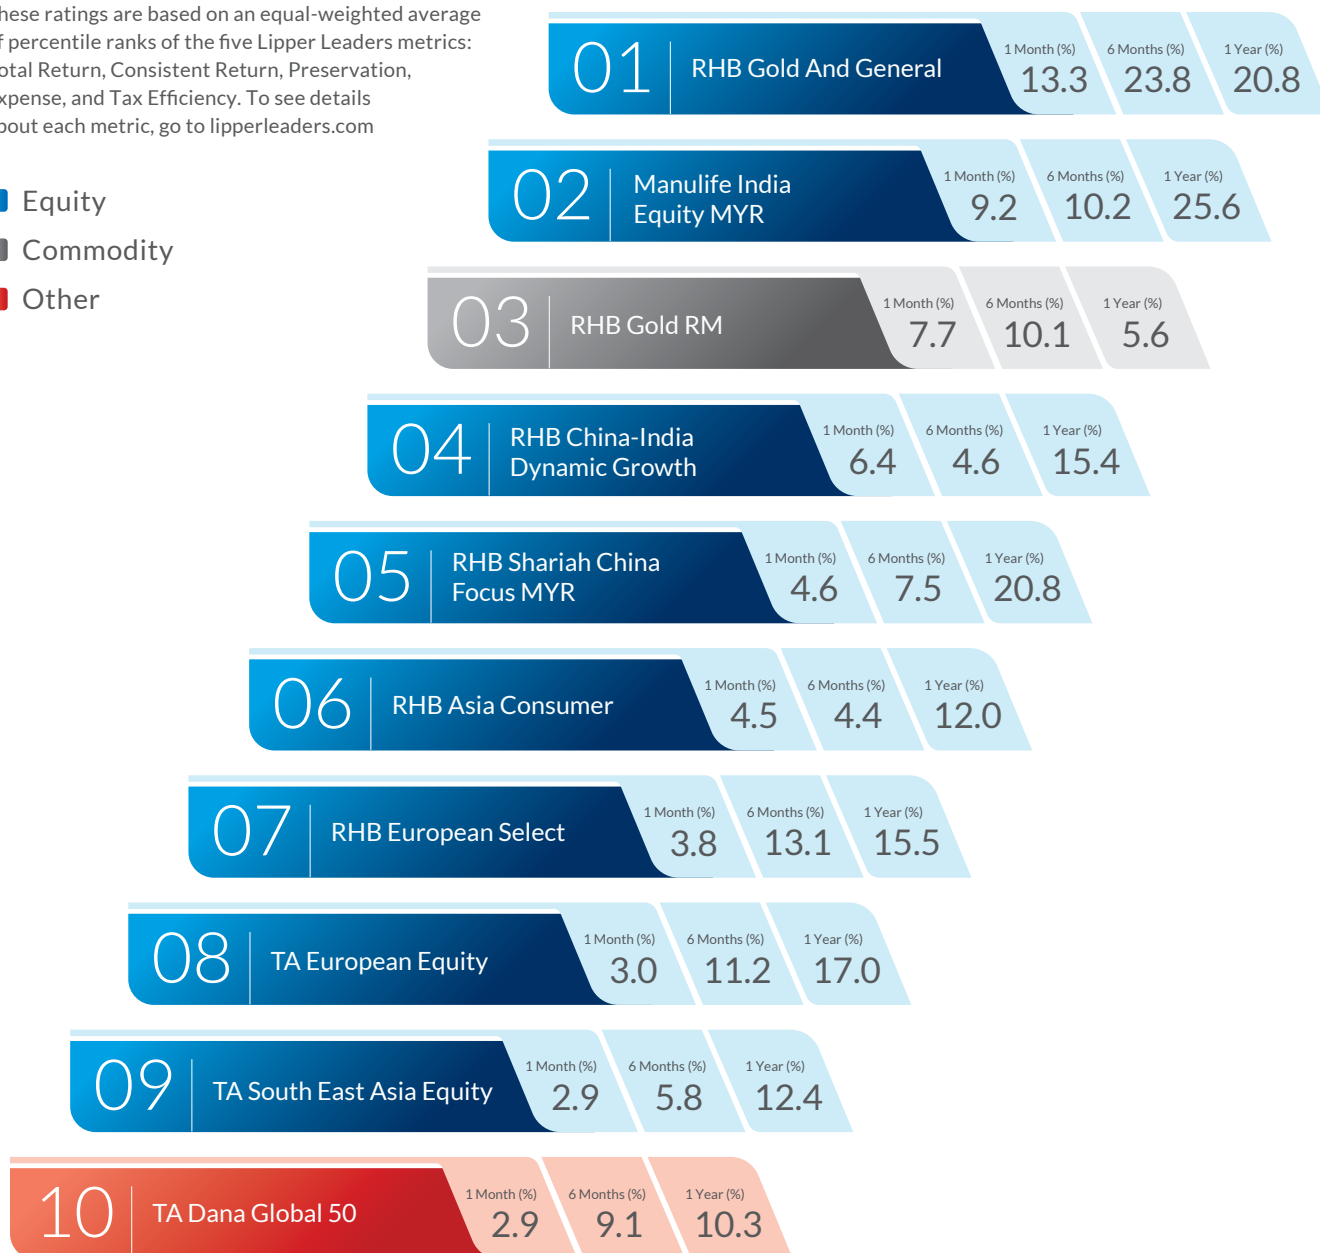 hese ratings are based on an equal-weighted average
f percentile ranks of the five Lipper Leaders metrics:
otal Return, Consistent Return, Preservation,
xpense, and Tax Efficiency. To see details
bout each metric, go to lipperleaders.com
Equity
Commodity
Other
01
RHB Gold And General
1 Month (%) 6 Months (%) 1 Year (%)
13.3 23.8 20.8
02
Manulife India
Equity MYR
1 Month (%) 6 Months (%) 1 Year (%)
9.2 10.2 25.6
03
RHB Gold RM
1 Month (%) 6 Months (%) 1 Year (%)
7.7 10.1 5.6
04
RHB China-India
Dynamic Growth
1 Month (%) 6 Months (%) 1 Year (%)
6.4 4.6 15.4
05
RHB Shariah China
Focus MYR
1 Month (%) 6 Months (%) 1 Year (%)
4.6 7.5 20.8
06
RHB Asia Consumer
1 Month (%) 6 Months (%) 1 Year (%)
4.5 4.4 12.0
07
RHB European Select
1 Month (%) 6 Months (%) 1 Year (%)
3.8 13.1 15.5
08
TA European Equity
1 Month (%) 6 Months (%) 1 Year (%)
3.0 11.2 17.0
09
TA South East Asia Equity
1 Month (%) 6 Months (%) 1 Year (%)
2.9 5.8 12.4
10
TA Dana Global 50
1 Month (%) 6 Months (%) 1 Year (%)
2.9 9.1 10.3